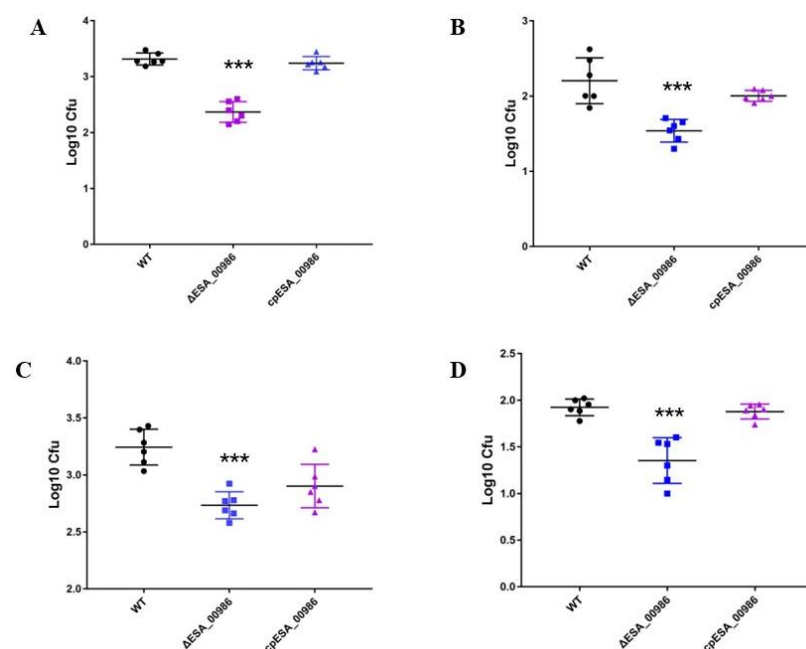 A
Log10 Cfu
4
3
2
1
0
***
WT
ΔESA_00986
cpESA_00986
B
Log10 Cfu
3
2
1
0
***
WT
ΔESA_00986
cpESA_00986
C
Log10 Cfu
4.0
3.5
3.0
2.5
2.0
***
WT
ΔESA_00986
cpESA_00986
D
Log10 Cfu
2.5
2.0
1.5
1.0
0.5
0.0
***
WT
ΔESA_00986
cpESA_00986